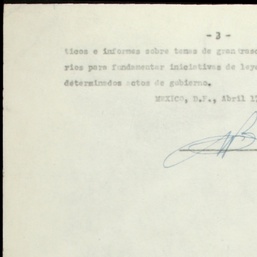 - 3 -
ticos e informes sobre temas de gran trasc
rias para fundamentar iniciativas de leye
determinados actos de gobierno.
MEXICO, D.F., Abril 1